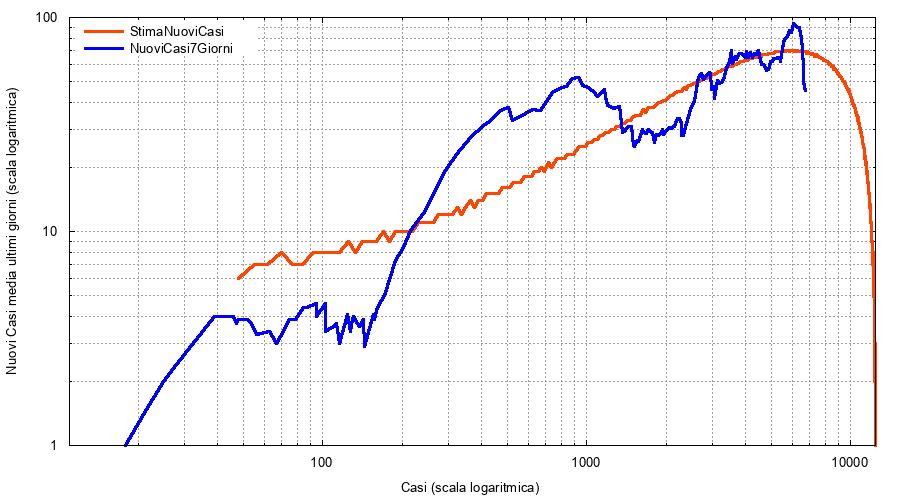 100
StimaNuoviCasi
NuoviCasi7Giorni
Nuovi Casi media ultimi giorni (scala logaritmica)
10
1
100
1000
10000
Casi (scala logaritmica)